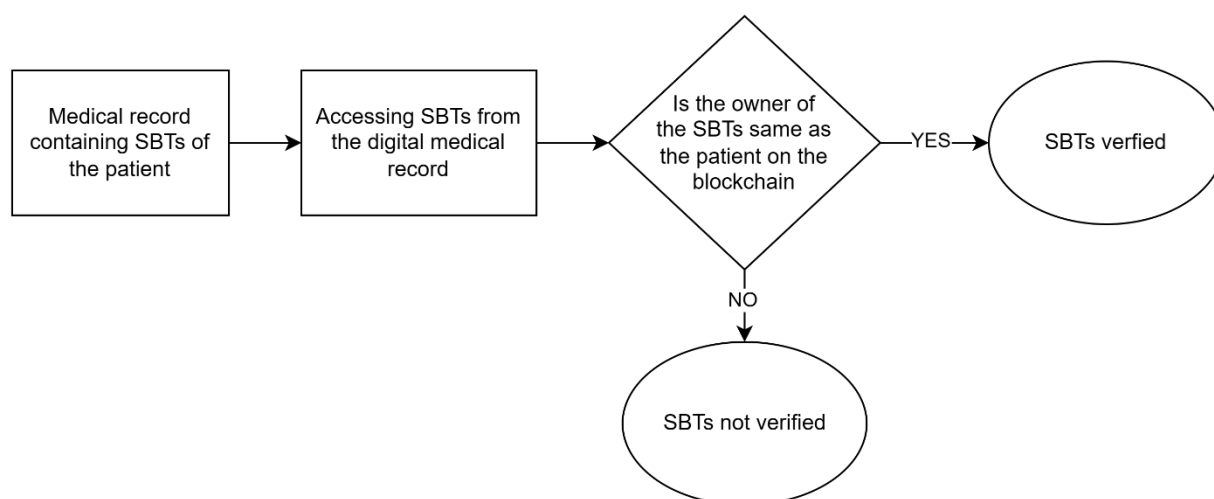 Medical record
containing SBTs of
the patient
Accessing SBTs from
the digital medical
record
Is the owner of
the SBTs same as
the patient on the
blockchain
YES
SBTs verfied
NO
SBTs not verified